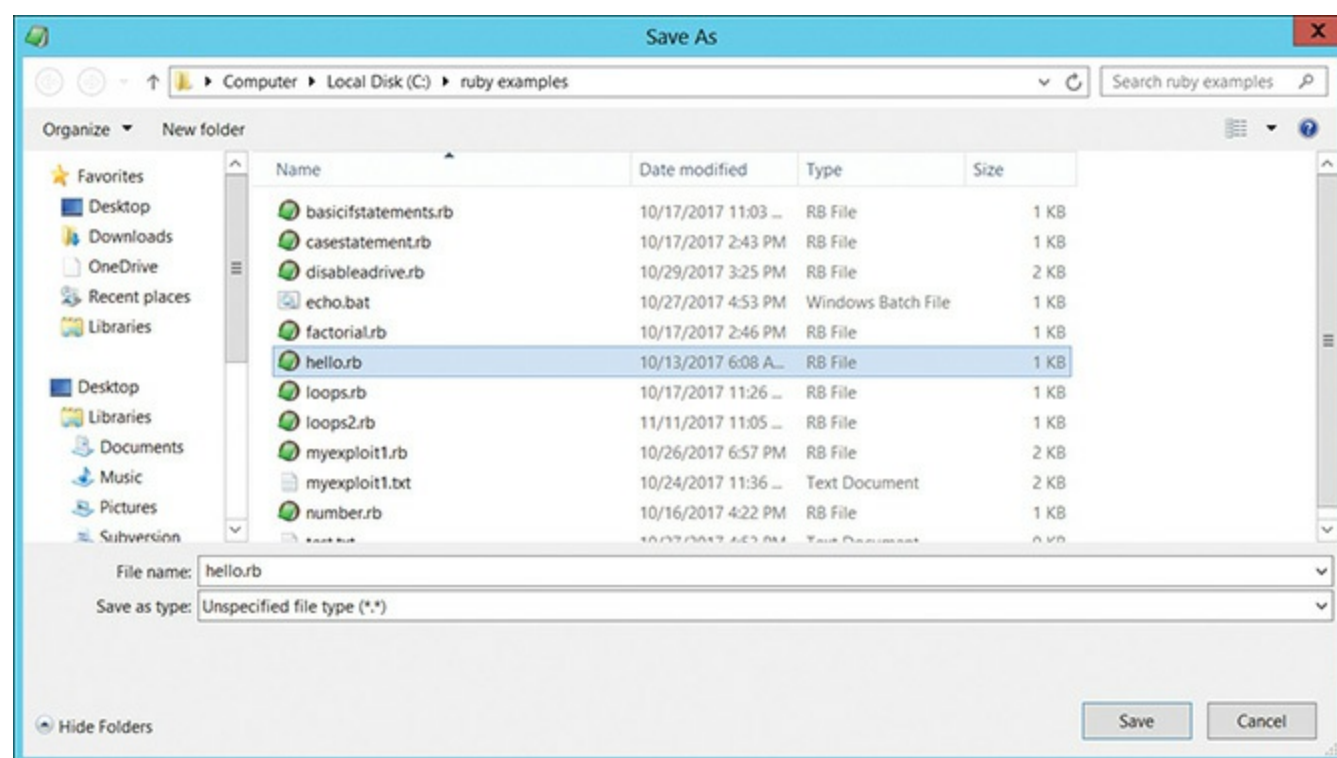 Save As
Computer ▸ Local Disk (C:) ▸ ruby examples
Search ruby examples
Organize
New folder
Name Date modified Type Size
Favorites
Desktop
Downloads
OneDrive
Recent places
Libraries
Desktop
Libraries
Documents
Music
Pictures
Subversion
basicifstatements.rb 10/17/2017 11:03 ... RB File 1 KB
casestatement.rb 10/17/2017 2:43 PM RB File 1 KB
disableadrive.rb 10/29/2017 3:25 PM RB File 2 KB
echo.bat 10/27/2017 4:53 PM Windows Batch File 1 KB
factorial.rb 10/17/2017 2:46 PM RB File 1 KB
hello.rb 10/13/2017 6:08 A... RB File 1 KB
loops.rb 10/17/2017 11:26 ... RB File 1 KB
loops2.rb 11/11/2017 11:05 ... RB File 1 KB
myexploit1.rb 10/26/2017 6:57 PM RB File 2 KB
myexploit1.txt 10/24/2017 11:36 ... Text Document 2 KB
number.rb 10/16/2017 4:22 PM RB File 1 KB
File name: hello.rb
Save as type: Unspecified file type (*.*)
Hide Folders
Save
Cancel